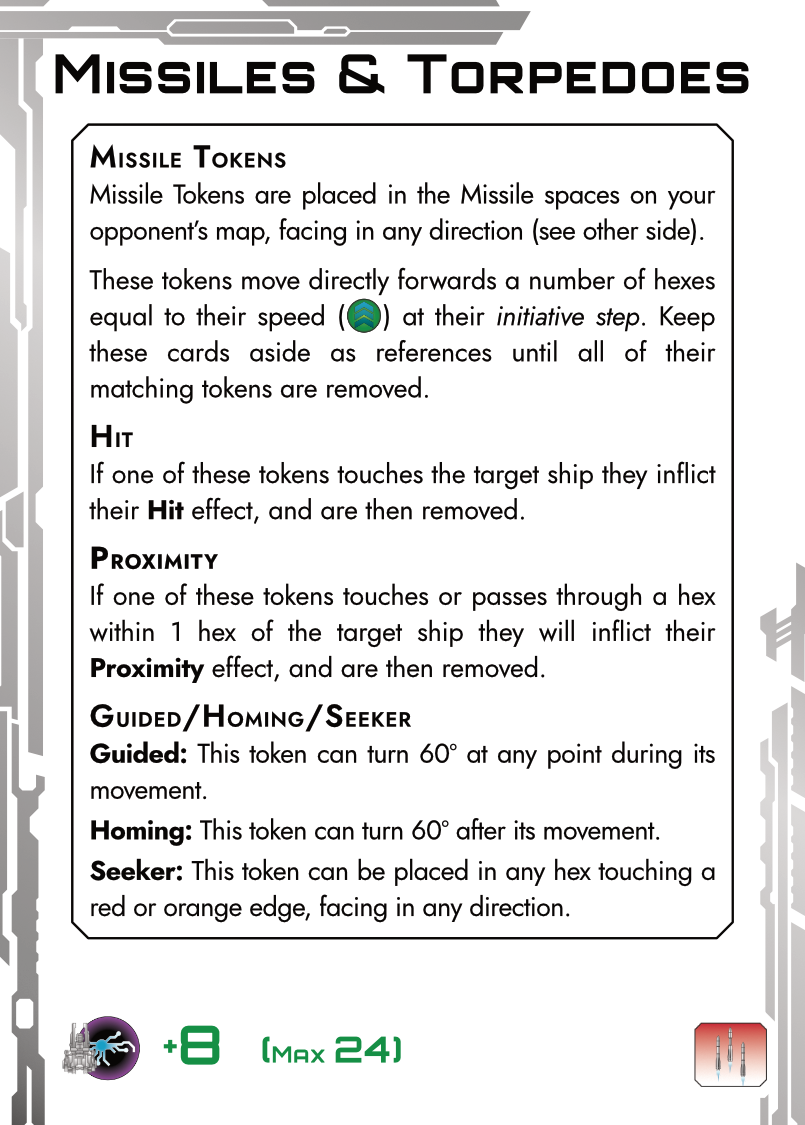 Missiles & Torpedoes
Missile Tokens
Missile Tokens are placed in the Missile spaces on your
opponent's map, facing in any direction (see other side).
These tokens move directly forwards a number of hexes
equal to their speed ( ) at their initiative step. Keep
these cards aside as references until all of their
matching tokens are removed.
Hit
If one of these tokens touches the target ship they inflict
their Hit effect, and are then removed.
Proximity
If one of these tokens touches or passes through a hex
within 1 hex of the target ship they will inflict their
Proximity effect, and are then removed.
Guided/Homing/Seeker
Guided: This token can turn 60° at any point during its
movement.
Homing: This token can turn 60° after its movement.
Seeker: This token can be placed in any hex touching a
red or orange edge, facing in any direction.
+8 (Max 24)